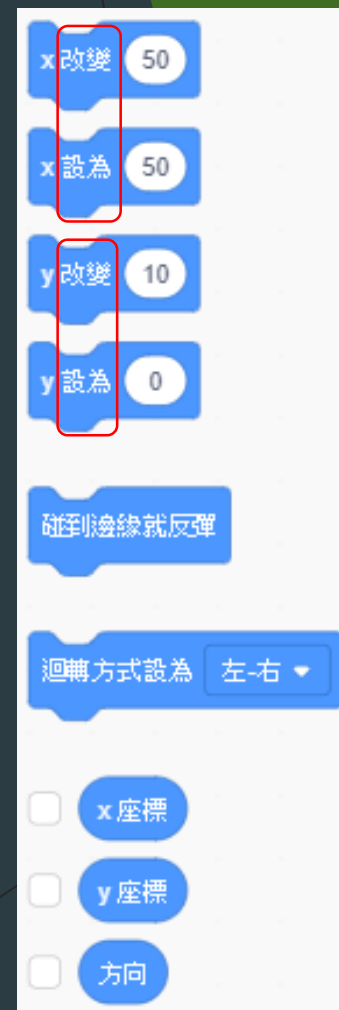 x 改變 50
x 設為 50
y 改變 10
y 設為 0
碰到邊緣就反彈
迴轉方式設為 左-右
x 座標
y 座標
方向